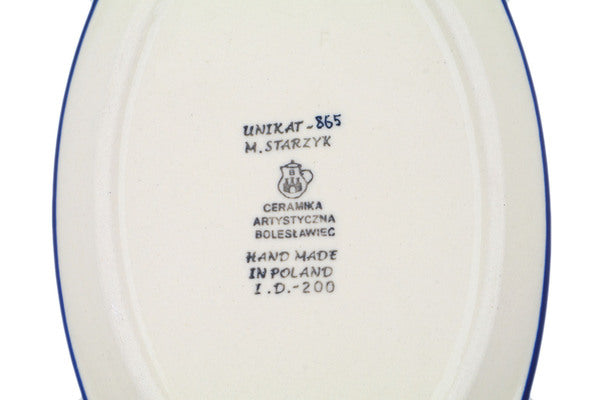 UNIKAT-865
M. STARZYK
B
CERAMIKA
ARTYSTYCZNA
BOLESŁAWIEC
HAND MADE
IN POLAND
I.D.-200